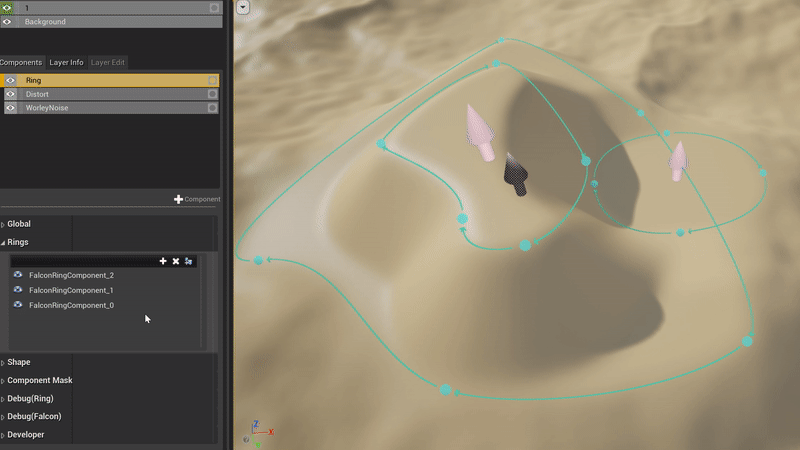 1
Background
Components Layer Info Layer Edit
Ring
Distort
WorleyNoise
Component
Global
Rings
FalconRingComponent_2
FalconRingComponent_1
FalconRingComponent_0
Shape
Component Mask
Debug(Ring)
Debug(Falcon)
Developer
Z
X